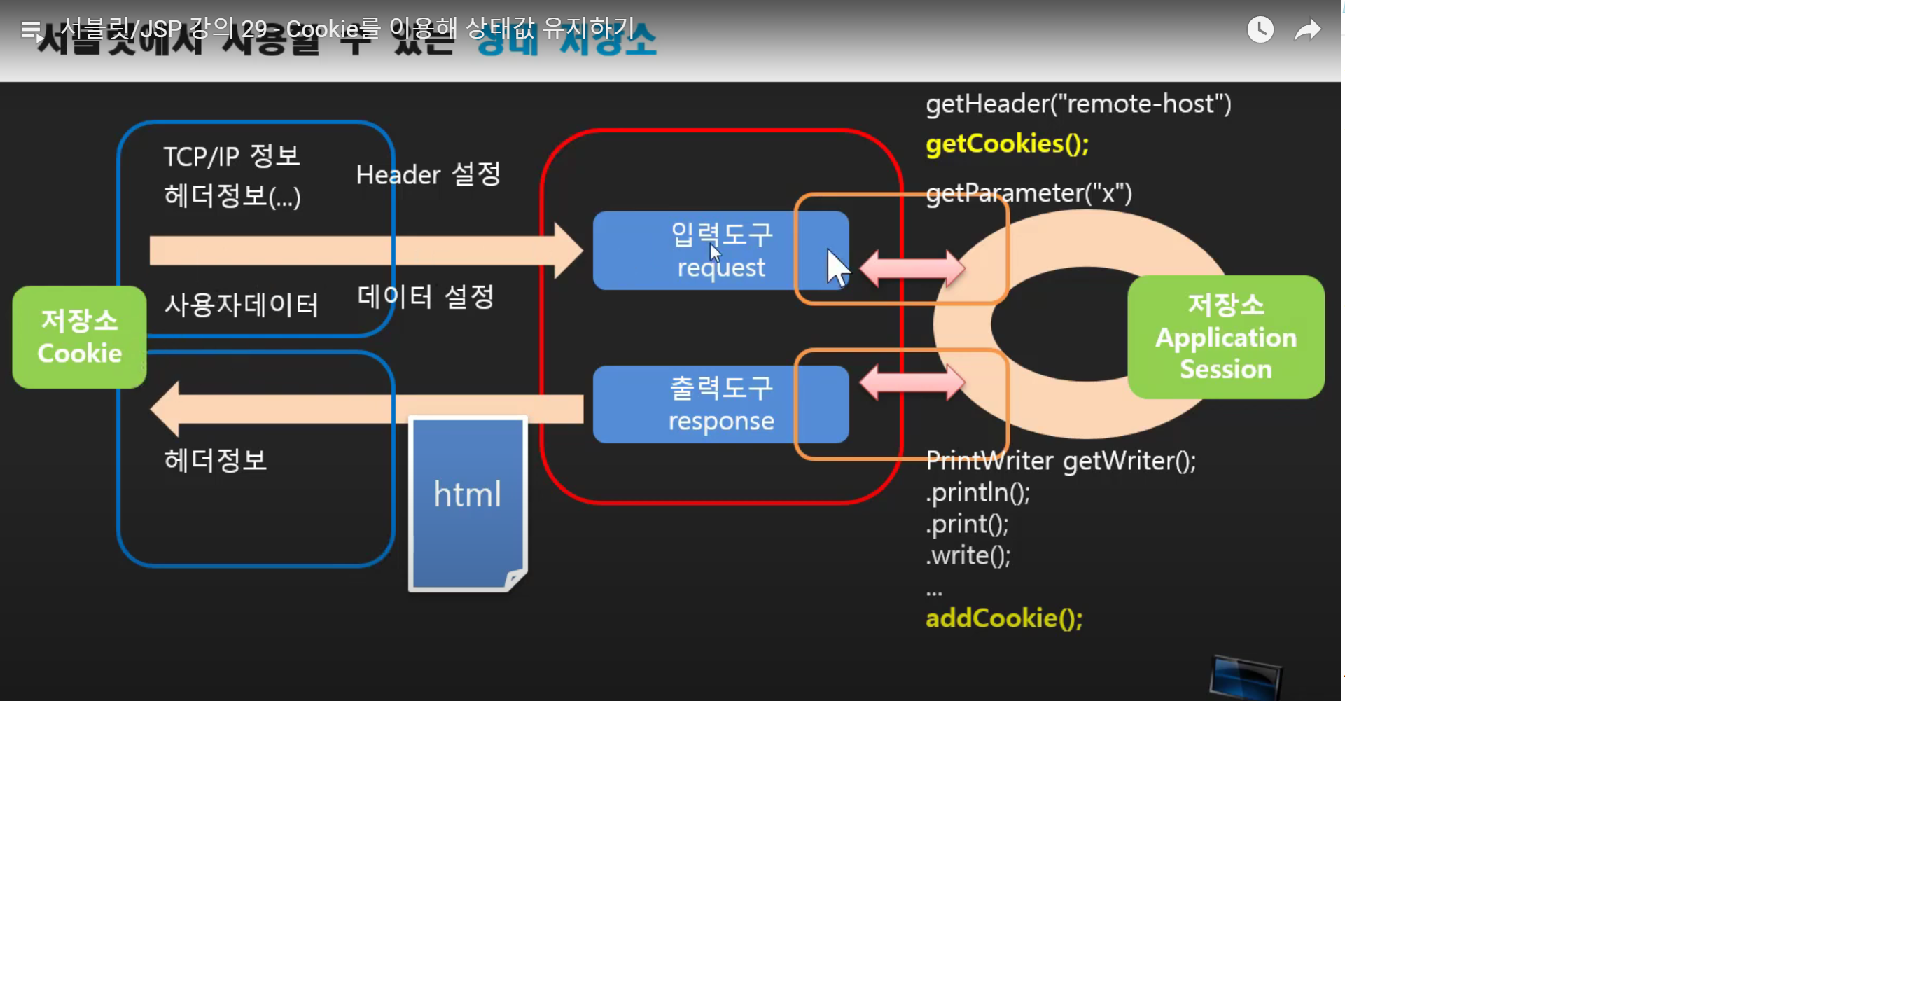 서블릿/JSP 강의 29 - Cookie를 이용해 상태값 유지하기
서블릿에서 사용할 수 있는 상태 저장소
getHeader("remote-host")
getCookies();
getParameter("x")
TCP/IP 정보
헤더정보(...)
Header 설정
사용자데이터
데이터 설정
입력도구
request
저장소
Cookie
저장소
Application
Session
출력도구
response
헤더정보
html
PrintWriter getWriter();
.println();
.print();
.write();
...
addCookie();